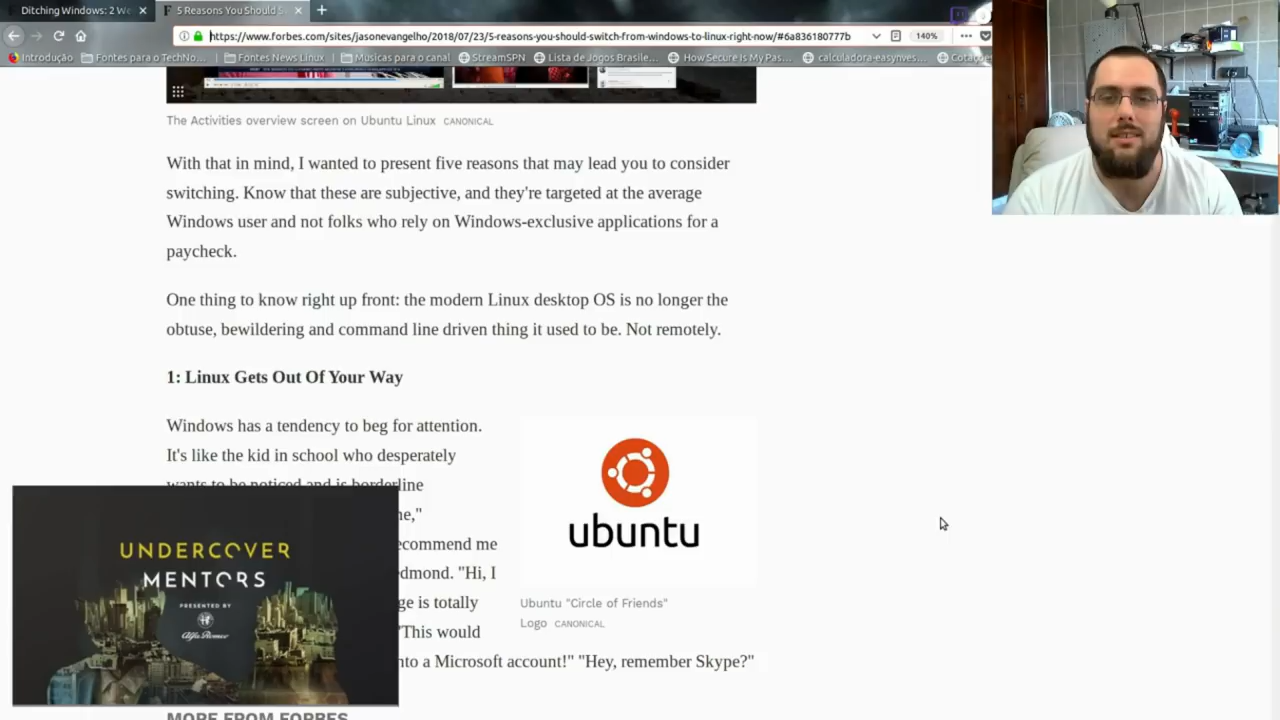 Ditching Windows: 2 We
5 Reasons You Should S
https://www.forbes.com/sites/jasonevangelho/2018/07/23/5-reasons-you-should-switch-from-windows-to-linux-right-now/#6a836180777b
140%
Introdução
Fontes para o TechNo
Fontes News Linux
Musicas para o canal
StreamSPN
Lista de Jogos Brasile
How Secure Is My Pas
calculadora-easynves
Cotaçõe
The Activities overview screen on Ubuntu Linux CANONICAL
With that in mind, I wanted to present five reasons that may lead you to consider
switching. Know that these are subjective, and they're targeted at the average
Windows user and not folks who rely on Windows-exclusive applications for a
paycheck.
One thing to know right up front: the modern Linux desktop OS is no longer the
obtuse, bewildering and command line driven thing it used to be. Not remotely.
1: Linux Gets Out Of Your Way
Windows has a tendency to beg for attention.
It's like the kid in school who desperately
wants to be noticed and is borderline
me,"
recommend me
edmond. "Hi, I
ge is totally
"This would
nto a Microsoft account!" "Hey, remember Skype?"
ubuntu
Ubuntu "Circle of Friends"
Logo CANONICAL
UNDERCOVER
MENTORS
PRESENTED BY
Alfa Romeo
MORE FROM FORBES